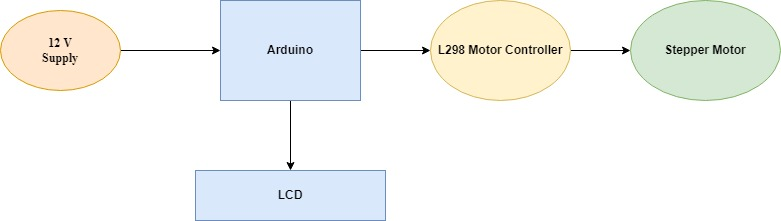 12 V
Supply
Arduino
L298 Motor Controller
Stepper Motor
LCD